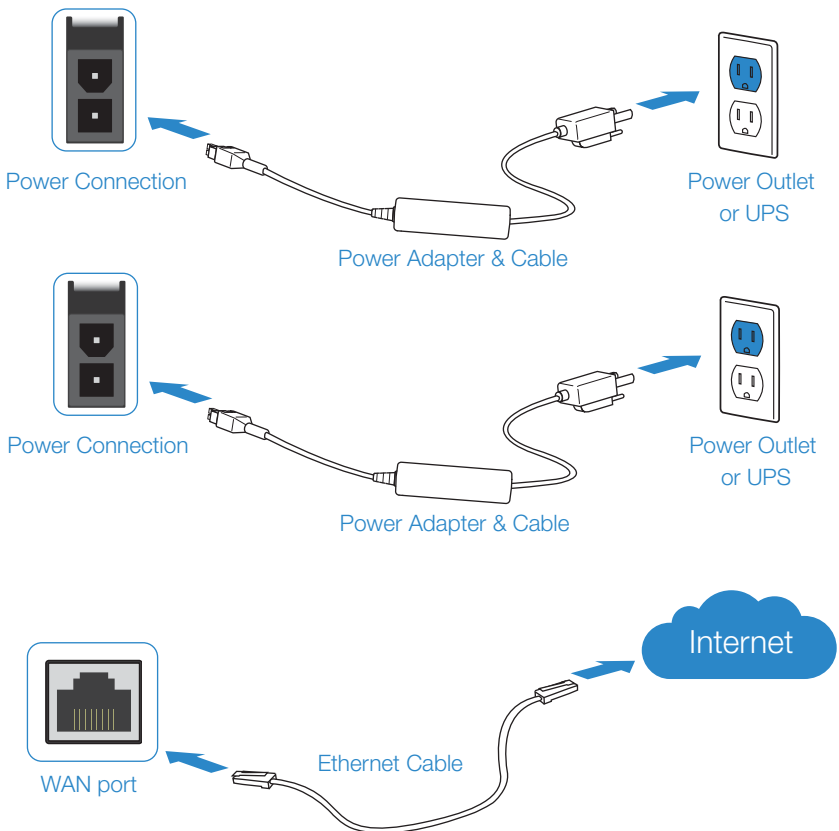 Power Connection
Power Outlet
or UPS
Power Adapter & Cable
Power Connection
Power Outlet
or UPS
Power Adapter & Cable
Internet
Ethernet Cable
WAN port